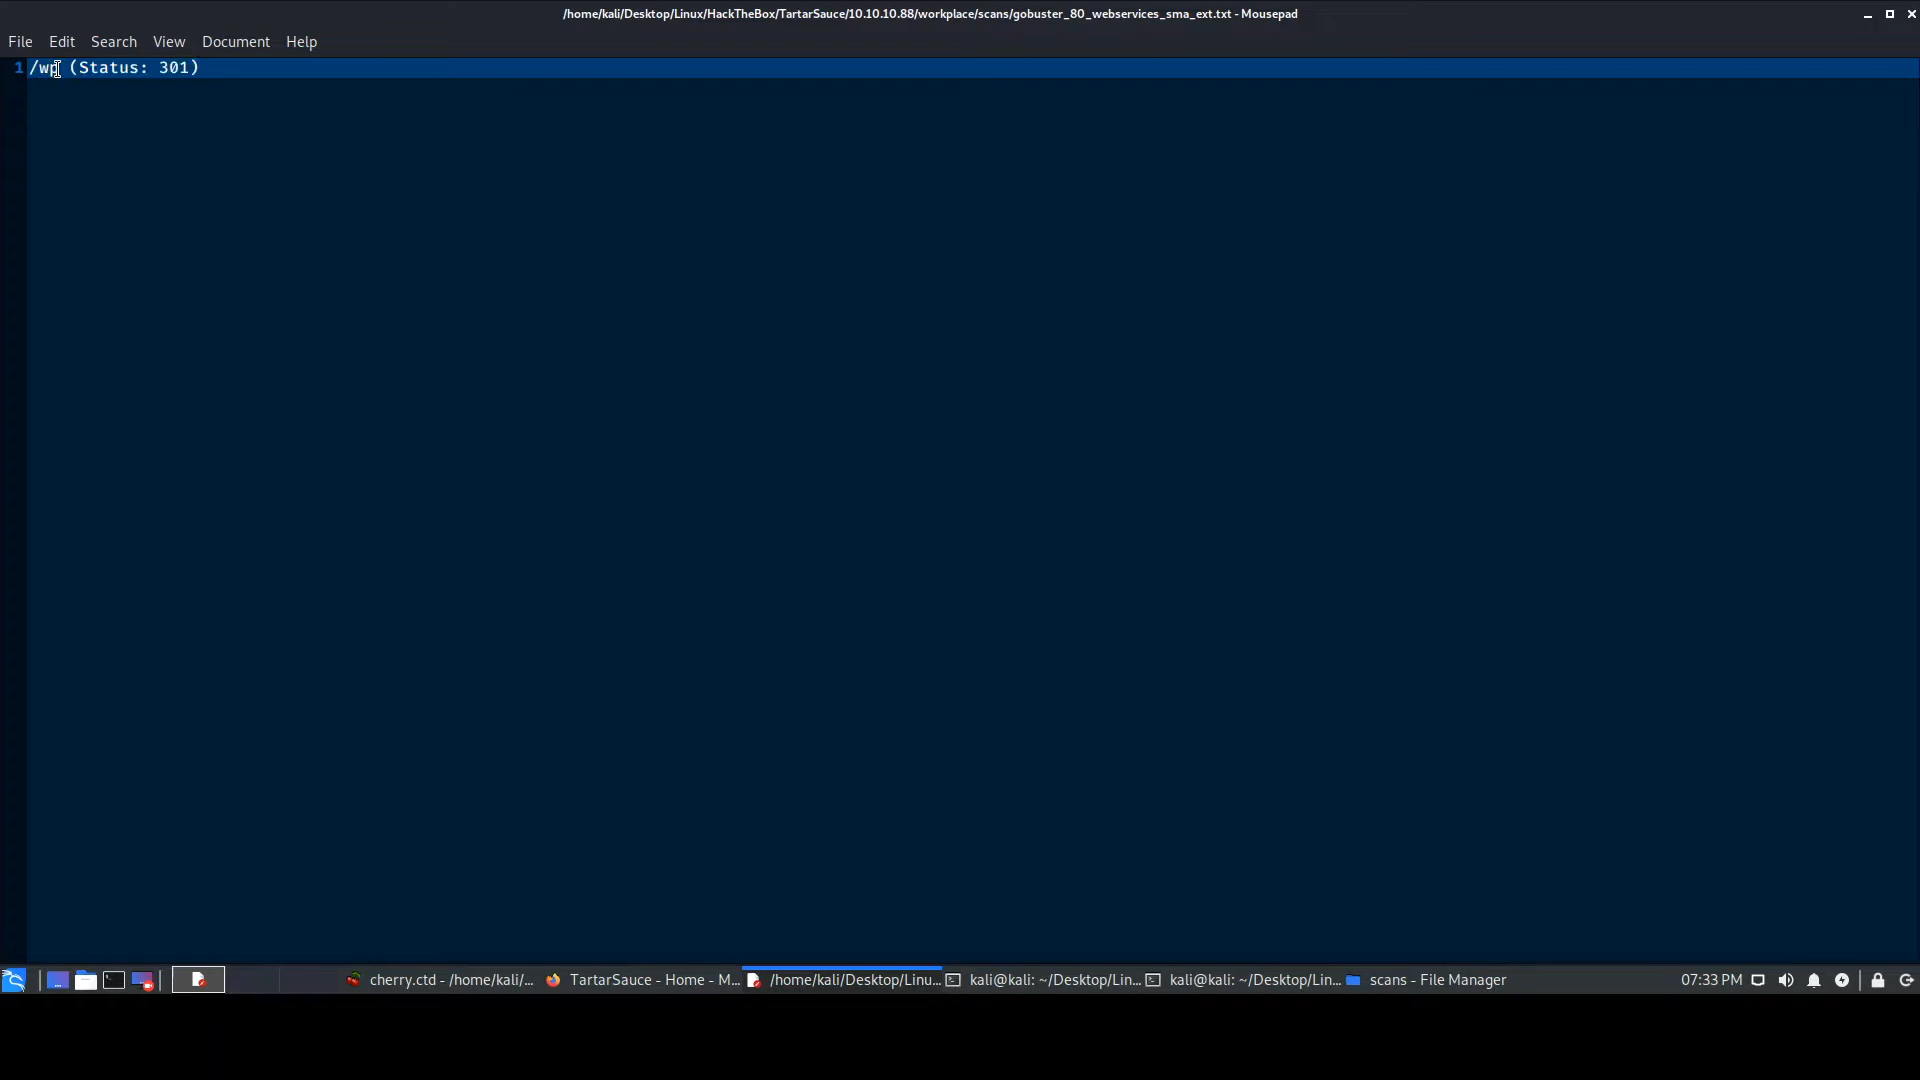 /home/kali/Desktop/Linux/HackTheBox/TartarSauce/10.10.10.88/workplace/scans/gobuster_80_webservices_sma_ext.txt - Mousepad
File Edit Search View Document Help
1 /wp (Status: 301)
cherry.ctd - /home/kali/... TartarSauce - Home - M... /home/kali/Desktop/Linu... kali@kali: ~/Desktop/Lin... kali@kali: ~/Desktop/Lin... scans - File Manager 07:33 PM